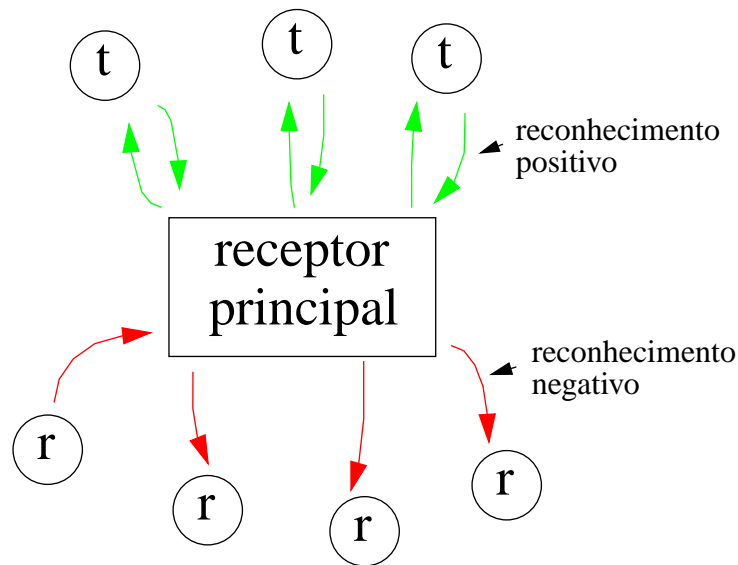 t
t
t
reconhecimento
positivo
receptor
principal
reconhecimento
negativo
r
r
r
r